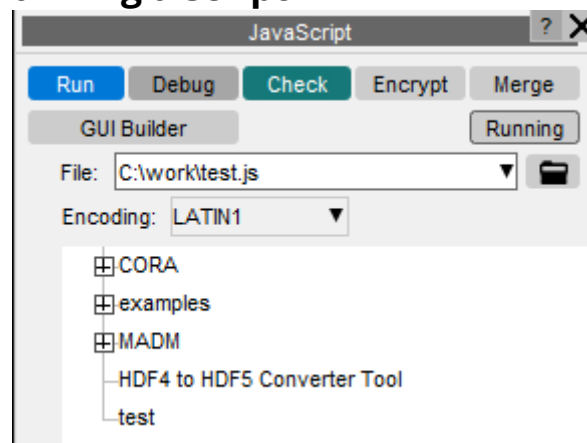 JavaScript ? X
Run Debug Check Encrypt Merge
GUI Builder Running
File: C:\work\test.js
Encoding: LATIN1
CORA
examples
MADM
HDF4 to HDF5 Converter Tool
test